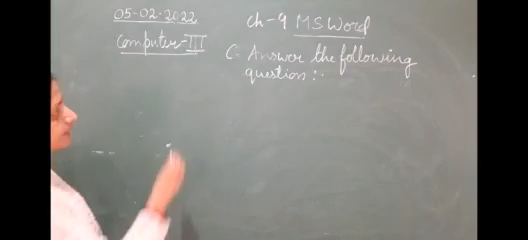 05-02-2022
Computer-III
Ch-9 MS Word
C. Answer the following
question:-